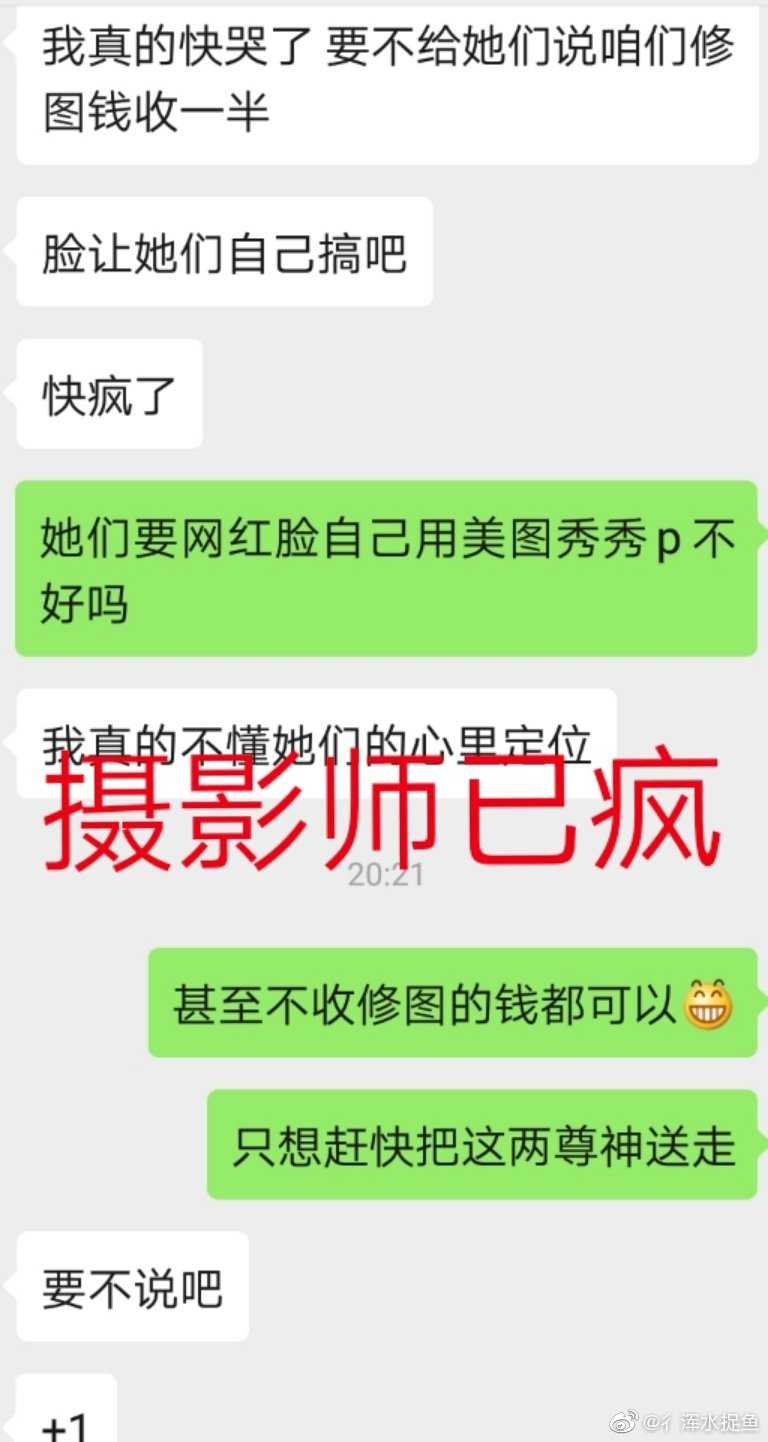 我真的快哭了 要不给她们说咱们修
图钱收一半
脸让她们自己搞吧
快疯了
她们要网红脸自己用美图秀秀p不
好吗
我真的不懂她们的心里定位
摄影师已疯
20:21
甚至不收修图的钱都可以😁
只想赶快把这两尊神送走
要不说吧
+1
@彳浑水捉鱼